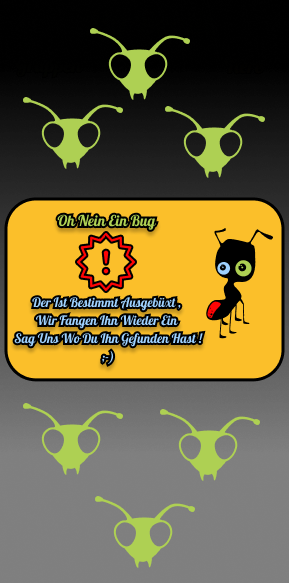 Oh Nein Ein Bug
!
Der Ist Bestimmt Ausgebüxt ,
Wir Fangen Ihn Wieder Ein
Sag Uns Wo Du Ihn Gefunden Hast !
;-)